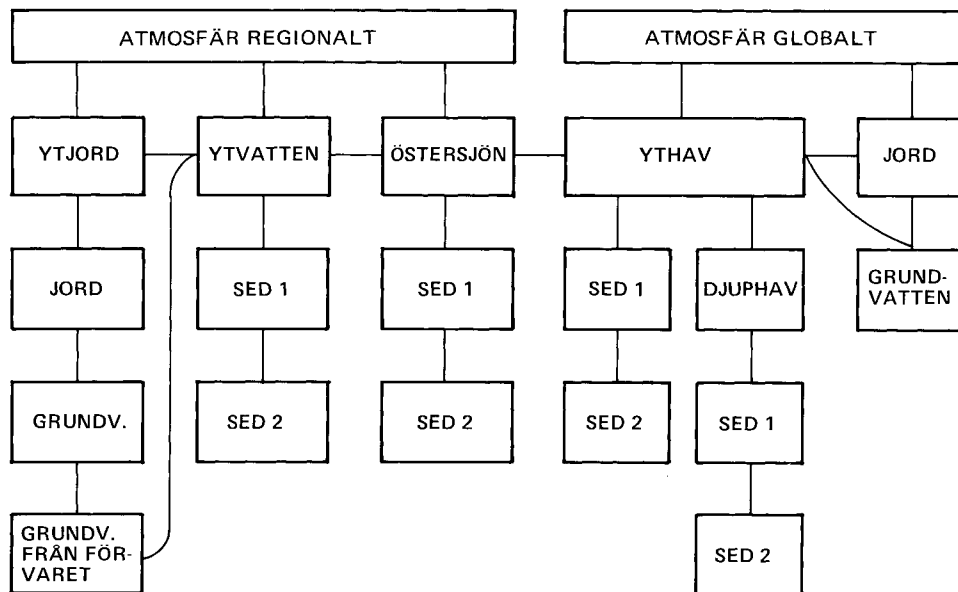 ATMOSFÄR REGIONALT
ATMOSFÄR GLOBALT
YTJORD
YTVATTEN
ÖSTERSJÖN
YTHAV
JORD
JORD
SED 1
SED 1
SED 1
DJUPHAV
GRUND-
VATTEN
GRUNDV.
SED 2
SED 2
SED 2
SED 1
GRUNDV.
FRÅN FÖR-
VARET
SED 2